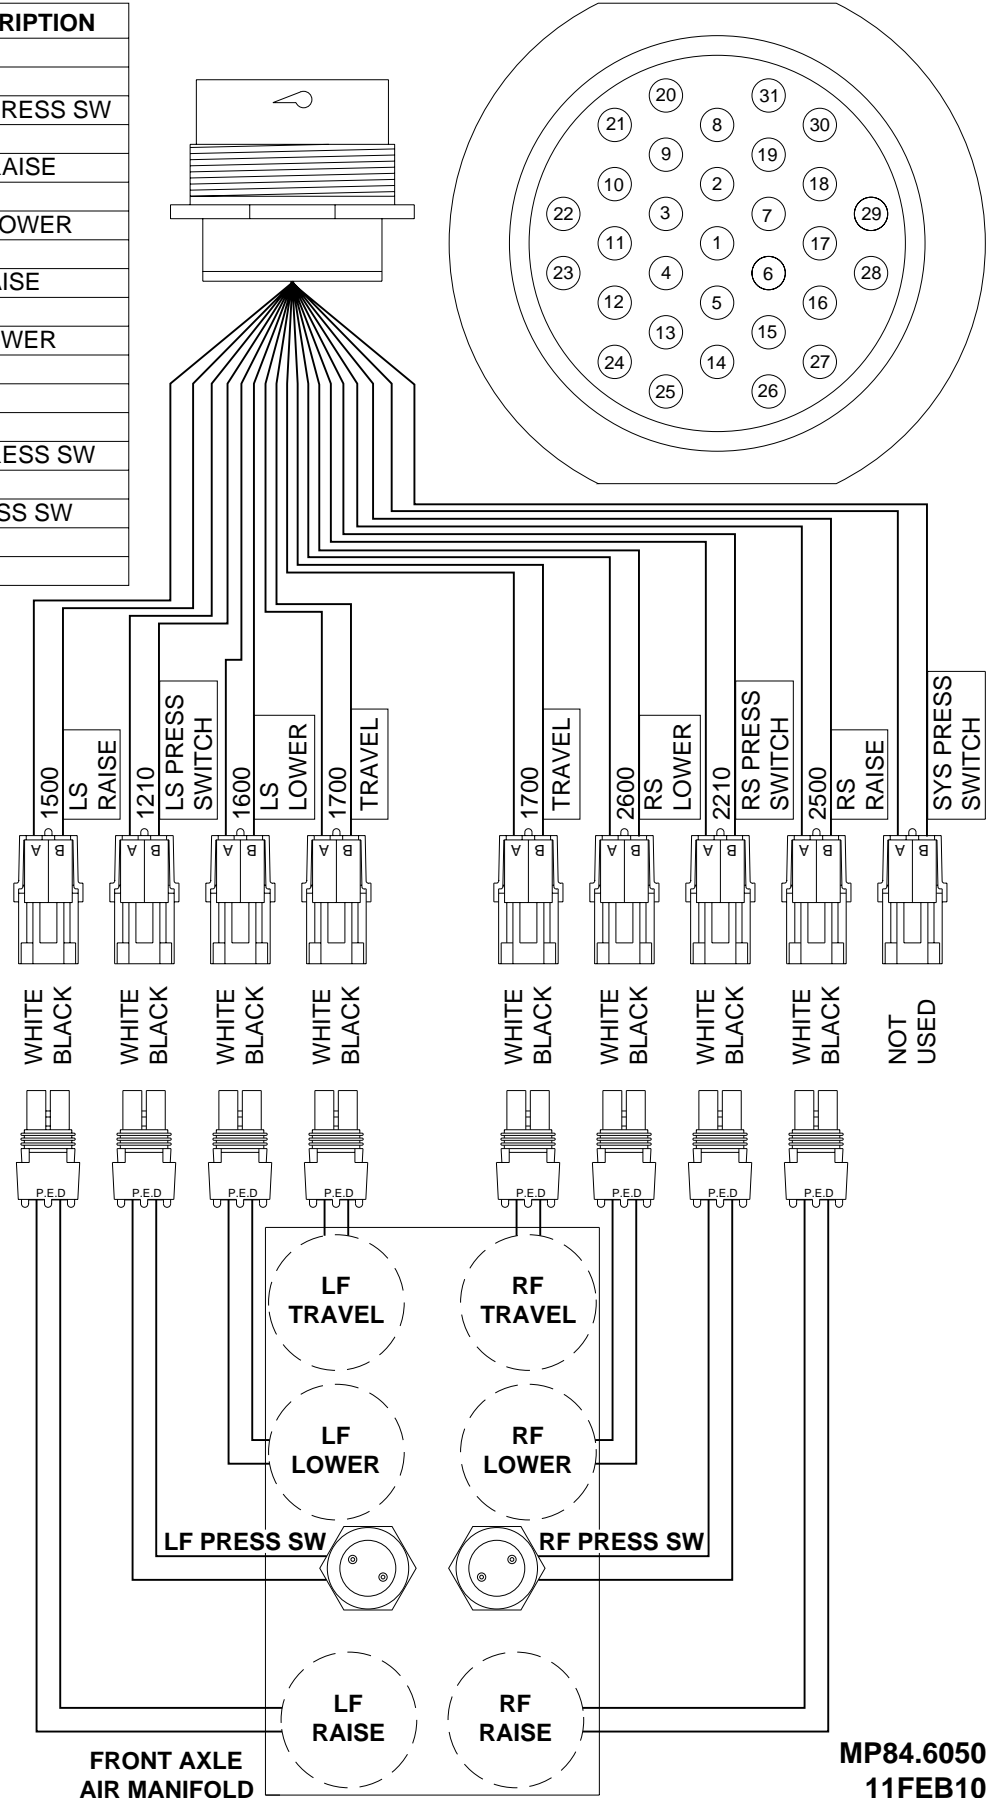 RIPTION
RESS SW
AISE
OWER
ISE
WER
ESS SW
SS SW
20
31
21
8
30
9
19
10
2
18
22
3
7
29
11
1
17
23
4
6
28
12
5
16
13
15
24
14
27
25
26
1500
LS
RAISE
1210
LS PRESS
SWITCH
1600
LS
LOWER
1700
TRAVEL
1700
TRAVEL
2600
RS
LOWER
2210
RS PRESS
SWITCH
2500
RS
RAISE
SYS PRESS
SWITCH
A B
A B
A B
A B
A B
A B
A B
A B
A B
WHITE
BLACK
WHITE
BLACK
WHITE
BLACK
WHITE
BLACK
WHITE
BLACK
WHITE
BLACK
WHITE
BLACK
WHITE
BLACK
NOT
USED
P.E.D
P.E.D
P.E.D
P.E.D
P.E.D
P.E.D
P.E.D
P.E.D
LF
TRAVEL
RF
TRAVEL
LF
LOWER
RF
LOWER
LF PRESS SW
RF PRESS SW
LF
RAISE
RF
RAISE
FRONT AXLE
AIR MANIFOLD
MP84.6050
11FEB10